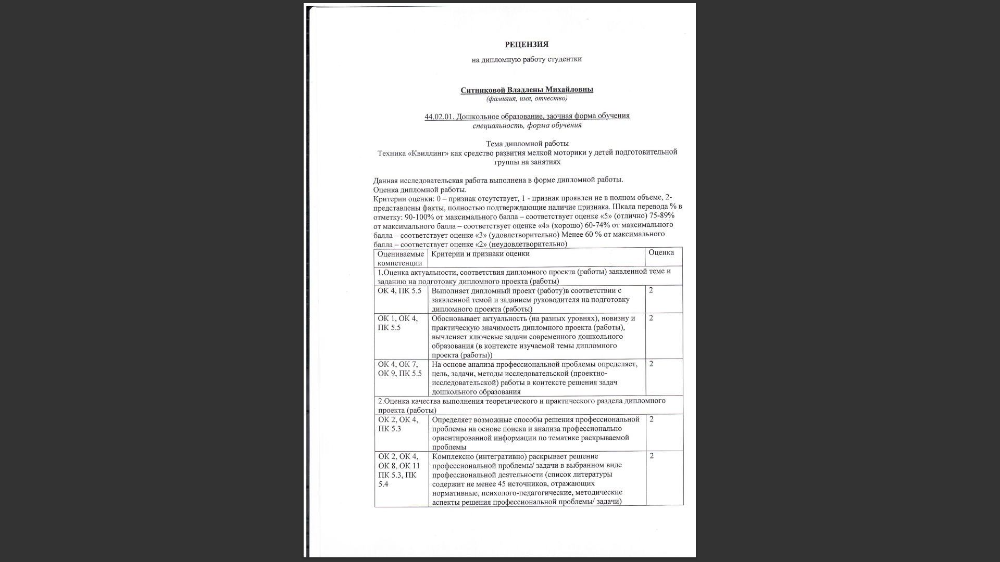 РЕЦЕНЗИЯ
на дипломную работу студентки
Ситниковой Владлены Михайловны
(фамилия, имя, отчество)
44.02.01. Дошкольное образование, заочная форма обучения
специальность, форма обучения
Тема дипломной работы
Техника «Квиллинг» как средство развития мелкой моторики у детей подготовительной
группы на занятиях
Данная исследовательская работа выполнена в форме дипломной работы.
Оценка дипломной работы.
Критерии оценки: 0 – признак отсутствует, 1 - признак проявлен не в полном объеме, 2-
представлены факты, полностью подтверждающие наличие признака. Шкала перевода % в
отметку: 90-100% от максимального балла – соответствует оценке «5» (отлично) 75-89%
от максимального балла – соответствует оценке «4» (хорошо) 60-74% от максимального
балла – соответствует оценке «3» (удовлетворительно) Менее 60 % от максимального
балла – соответствует оценке «2» (неудовлетворительно)
Оцениваемые
компетенции
Критерии и признаки оценки
Оценка
1.Оценка актуальности, соответствия дипломного проекта (работы) заявленной теме и
заданию на подготовку дипломного проекта (работы)
ОК 4, ПК 5.5
Выполняет дипломный проект (работу)в соответствии с
заявленной темой и заданием руководителя на подготовку
дипломного проекта (работы)
2
ОК 1, ОК 4,
ПК 5.5
Обосновывает актуальность (на разных уровнях), новизну и
практическую значимость дипломного проекта (работы),
вычленяет ключевые задачи современного дошкольного
образования (в контексте изучаемой темы дипломного
проекта (работы))
2
ОК 4, ОК 7,
ОК 9, ПК 5.5
На основе анализа профессиональной проблемы определяет,
цель, задачи, методы исследовательской (проектно-
исследовательской) работы в контексте решения задач
дошкольного образования
2
2.Оценка качества выполнения теоретического и практического раздела дипломного
проекта (работы)
ОК 2, ОК 4,
ПК 5.3
Определяет возможные способы решения профессиональной
проблемы на основе поиска и анализа профессионально
ориентированной информации по тематике раскрываемой
проблемы
2
ОК 2, ОК 4,
ОК 8, ОК 11
ПК 5.3, ПК
5.4
Комплексно (интегративно) раскрывает решение
профессиональной проблемы/ задачи в выбранном виде
профессиональной деятельности (список литературы
содержит не менее 45 источников, отражающих
нормативные, психолого-педагогические, методические
аспекты решения профессиональной проблемы/ задачи)
2